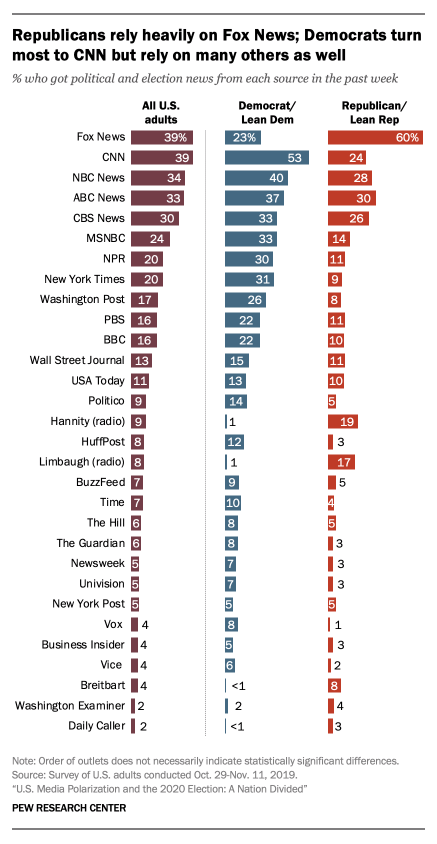 Republicans rely heavily on Fox News; Democrats turn
most to CNN but rely on many others as well
% who got political and election news from each source in the past week
All U.S. adults Democrat/ Lean Dem Republican/ Lean Rep
Fox News 39% 23% 60%
CNN 39 53 24
NBC News 34 40 28
ABC News 33 37 30
CBS News 30 33 26
MSNBC 24 33 14
NPR 20 30 11
New York Times 20 31 9
Washington Post 17 26 8
PBS 16 22 11
BBC 16 22 10
Wall Street Journal 13 15 11
USA Today 11 13 10
Politico 9 14 5
Hannity (radio) 9 1 19
HuffPost 8 12 3
Limbaugh (radio) 8 1 17
BuzzFeed 7 9 5
Time 7 10 4
The Hill 6 8 5
The Guardian 6 8 3
Newsweek 5 7 3
Univision 5 7 3
New York Post 5 5 5
Vox 4 8 1
Business Insider 4 5 3
Vice 4 6 2
Breitbart 4 <1 8
Washington Examiner 2 2 4
Daily Caller 2 <1 3
Note: Order of outlets does not necessarily indicate statistically significant differences.
Source: Survey of U.S. adults conducted Oct. 29-Nov. 11, 2019.
“U.S. Media Polarization and the 2020 Election: A Nation Divided”
PEW RESEARCH CENTER